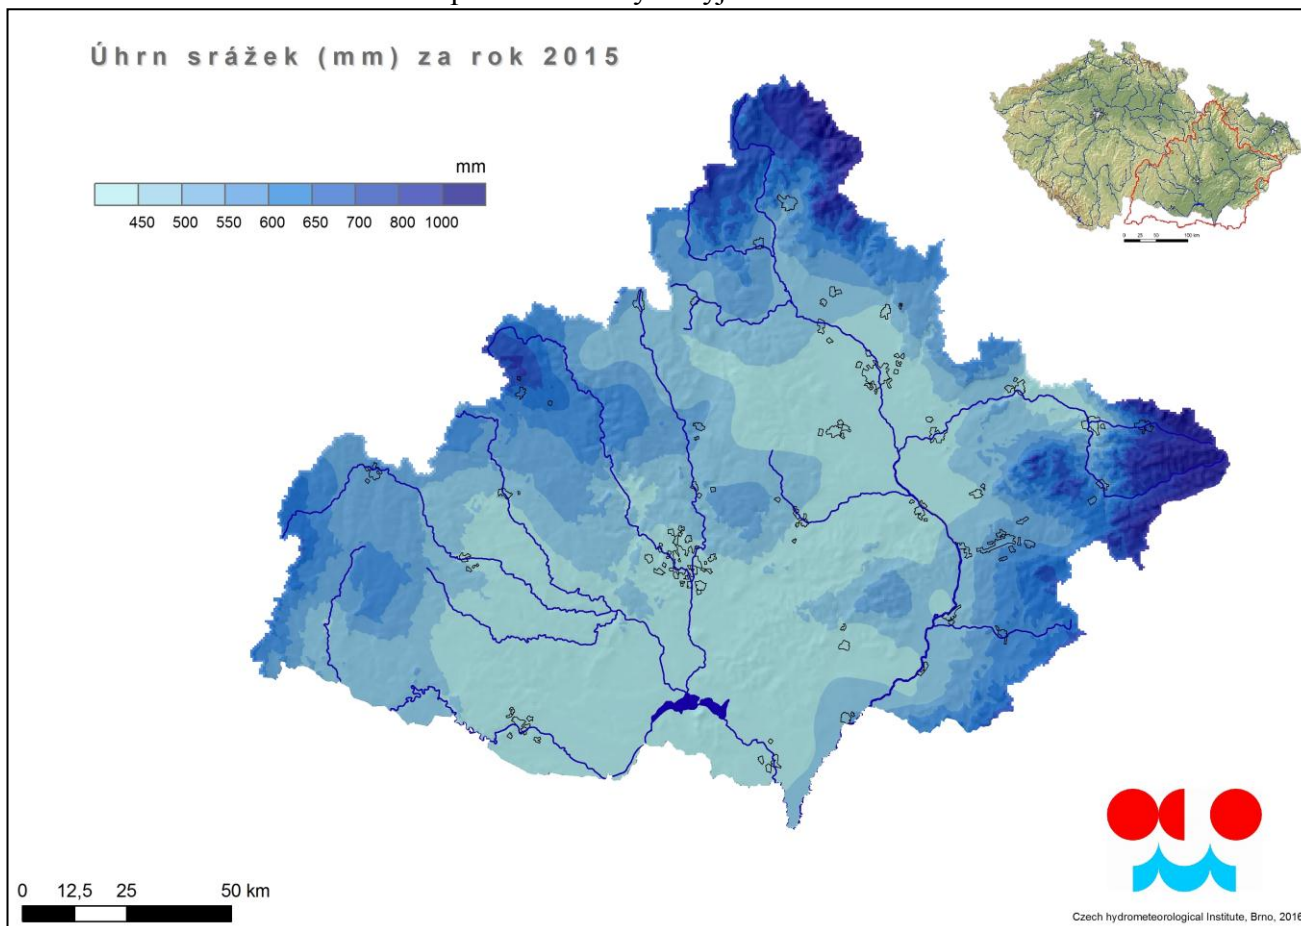 Úhrn srážek (mm) za rok 2015
mm
450 500 550 600 650 700 800 1000
0 12,5 25 50 km
Czech hydrometeorological Institute, Brno, 2016